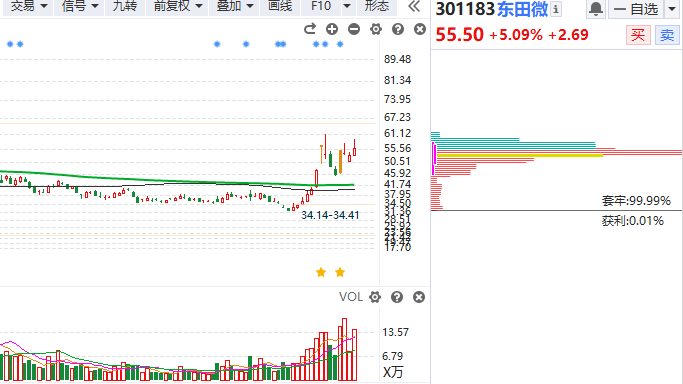 交易 信号 九转 前复权 叠加 画线 F10 形态
301183 东田微
一 自选
55.50 +5.09% +2.69
买 卖
89.48
81.34
73.95
67.23
61.12
55.56
50.51
45.92
41.74
37.95
34.50
31.36
28.51
25.92
17.70
34.14-34.41
套牢:99.99%
获利:0.01%
VOL
13.57
6.79
X万